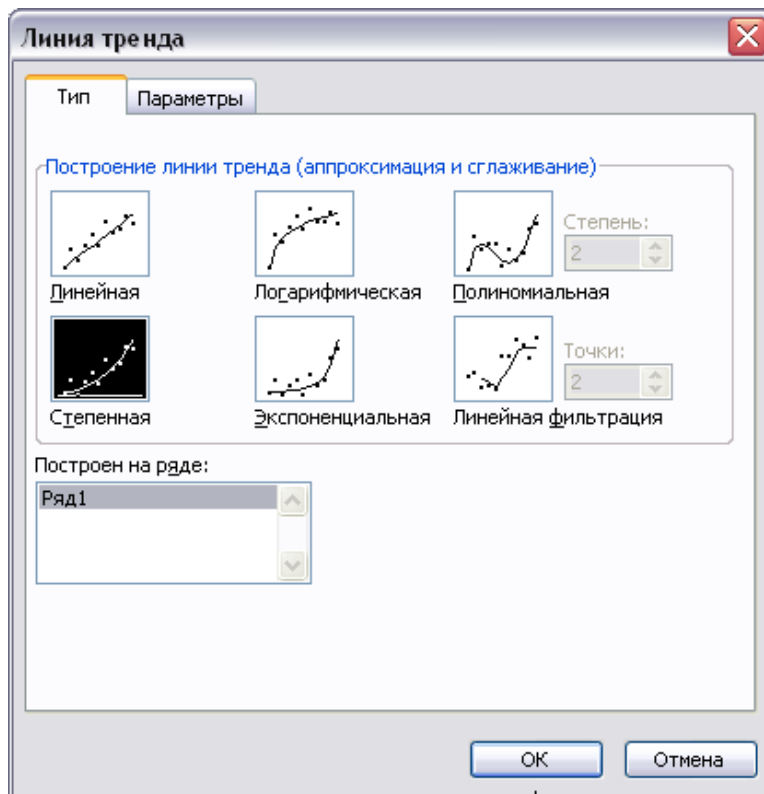 Линия тренда
Тип Параметры
Построение линии тренда (аппроксимация и сглаживание)
Степень:
2
Линейная Логарифмическая Полиномиальная
Точки:
2
Степенная Экспоненциальная Линейная фильтрация
Построен на ряде:
Ряд1
ОК Отмена